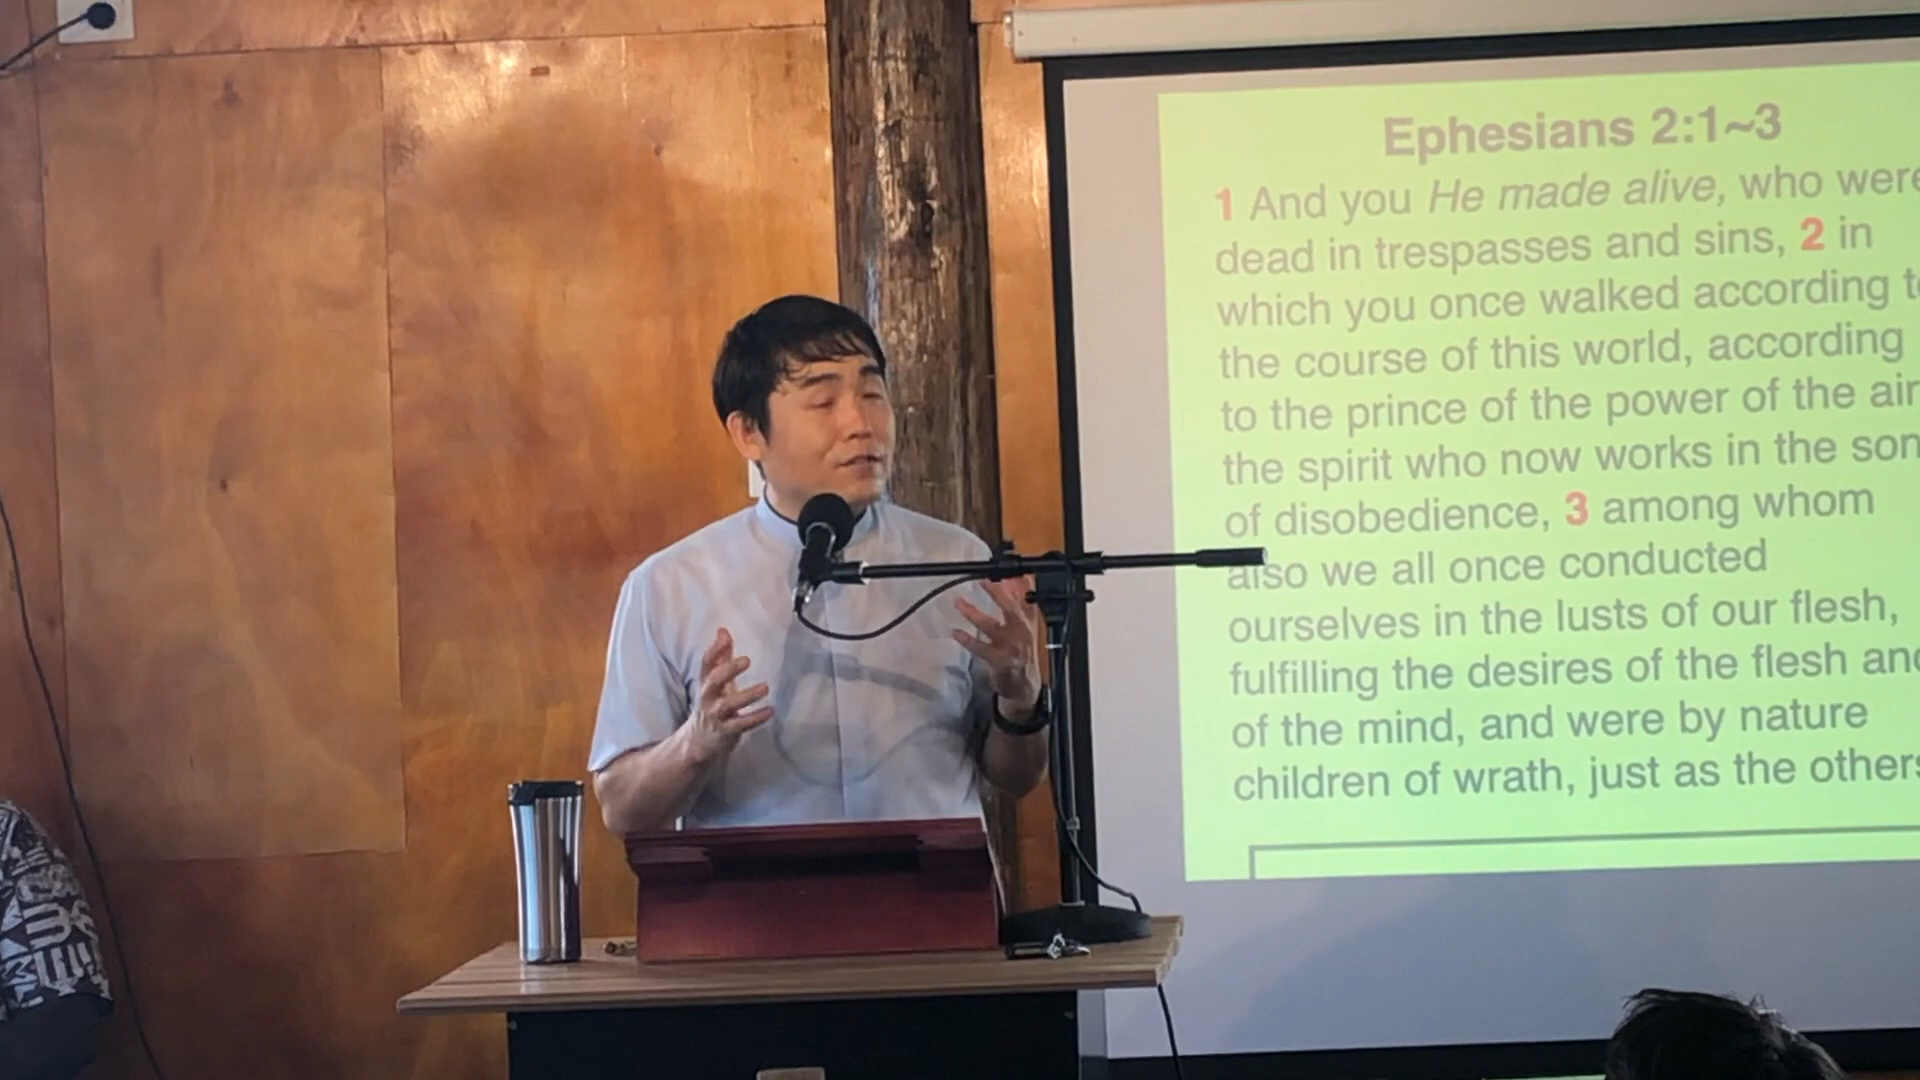 Ephesians 2:1~3
1 And you He made alive, who were
dead in trespasses and sins, 2 in
which you once walked according
the course of this world, according
to the prince of the power of the air
the spirit who now works in the son
of disobedience, 3 among whom
also we all once conducted
ourselves in the lusts of our flesh,
fulfilling the desires of the flesh and
of the mind, and were by nature
children of wrath, just as the others